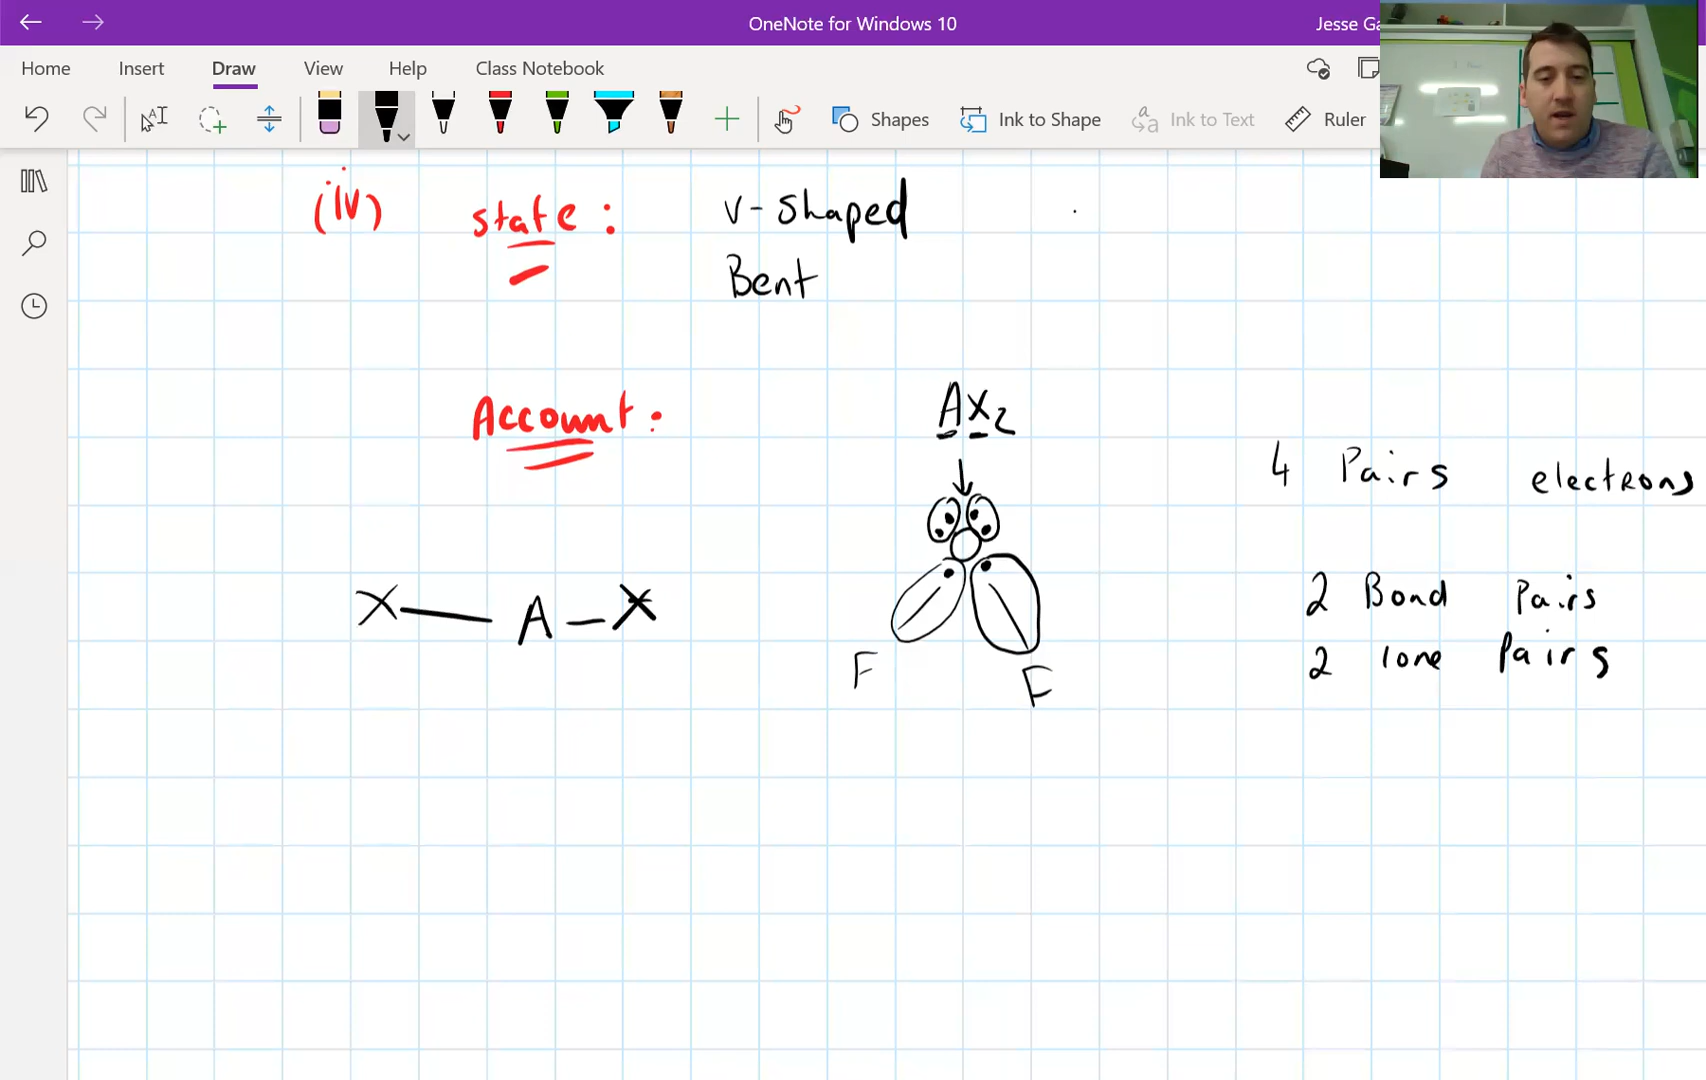 OneNote for Windows 10
Jesse Ga
Home Insert Draw View Help Class Notebook
Shapes Ink to Shape Ink to Text Ruler
(iv) state: v-shaped
Bent
Account:
AX2
4 Pairs electrons
X — A — X
2 Bond Pairs
2 lone Pairs
F F